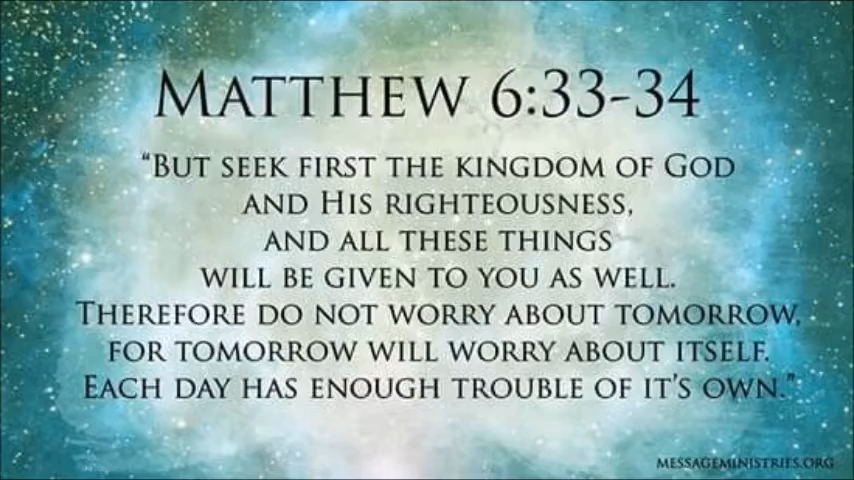 MATTHEW 6:33-34
“BUT SEEK FIRST THE KINGDOM OF GOD
AND HIS RIGHTEOUSNESS,
AND ALL THESE THINGS
WILL BE GIVEN TO YOU AS WELL.
THEREFORE DO NOT WORRY ABOUT TOMORROW,
FOR TOMORROW WILL WORRY ABOUT ITSELF.
EACH DAY HAS ENOUGH TROUBLE OF IT'S OWN.”
MESSAGEMINISTRIES.ORG